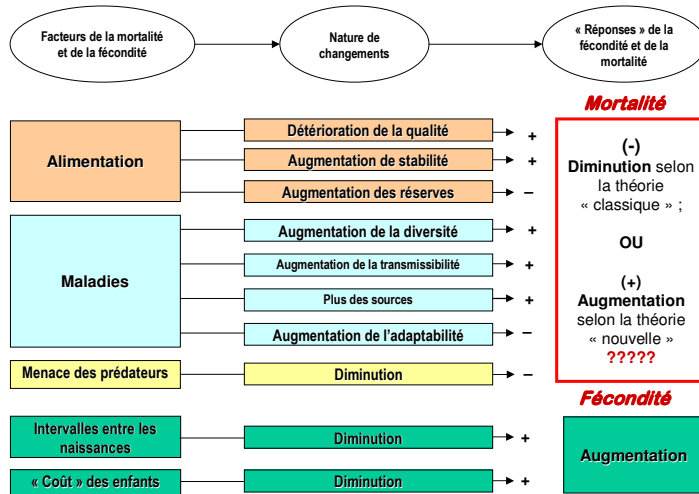 Facteurs de la mortalité
et de la fécondité
Nature de
changements
« Réponses » de la
fécondité et de la
mortalité
Mortalité
Alimentation
Détérioration de la qualité
+
Augmentation de stabilité
+
Augmentation des réserves
–
Maladies
Augmentation de la diversité
+
Augmentation de la transmissibilité
+
Plus des sources
+
Augmentation de l'adaptabilité
–
Menace des prédateurs
Diminution
–
(-)
Diminution selon
la théorie
« classique » ;
OU
(+)
Augmentation
selon la théorie
« nouvelle »
?????
Fécondité
Intervalles entre les
naissances
Diminution
+
« Coût » des enfants
Diminution
+
Augmentation